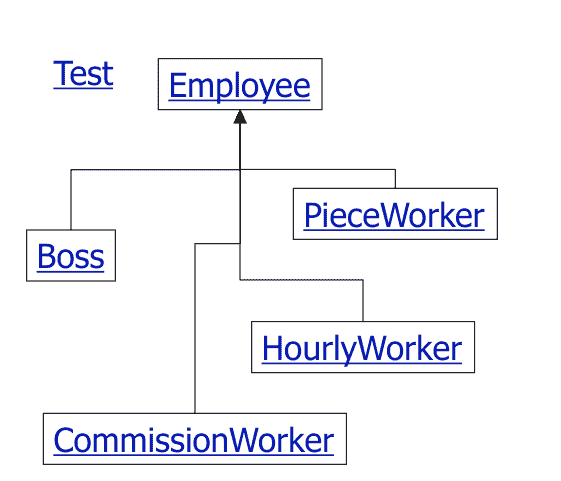 Test
Employee
PieceWorker
Boss
HourlyWorker
CommissionWorker